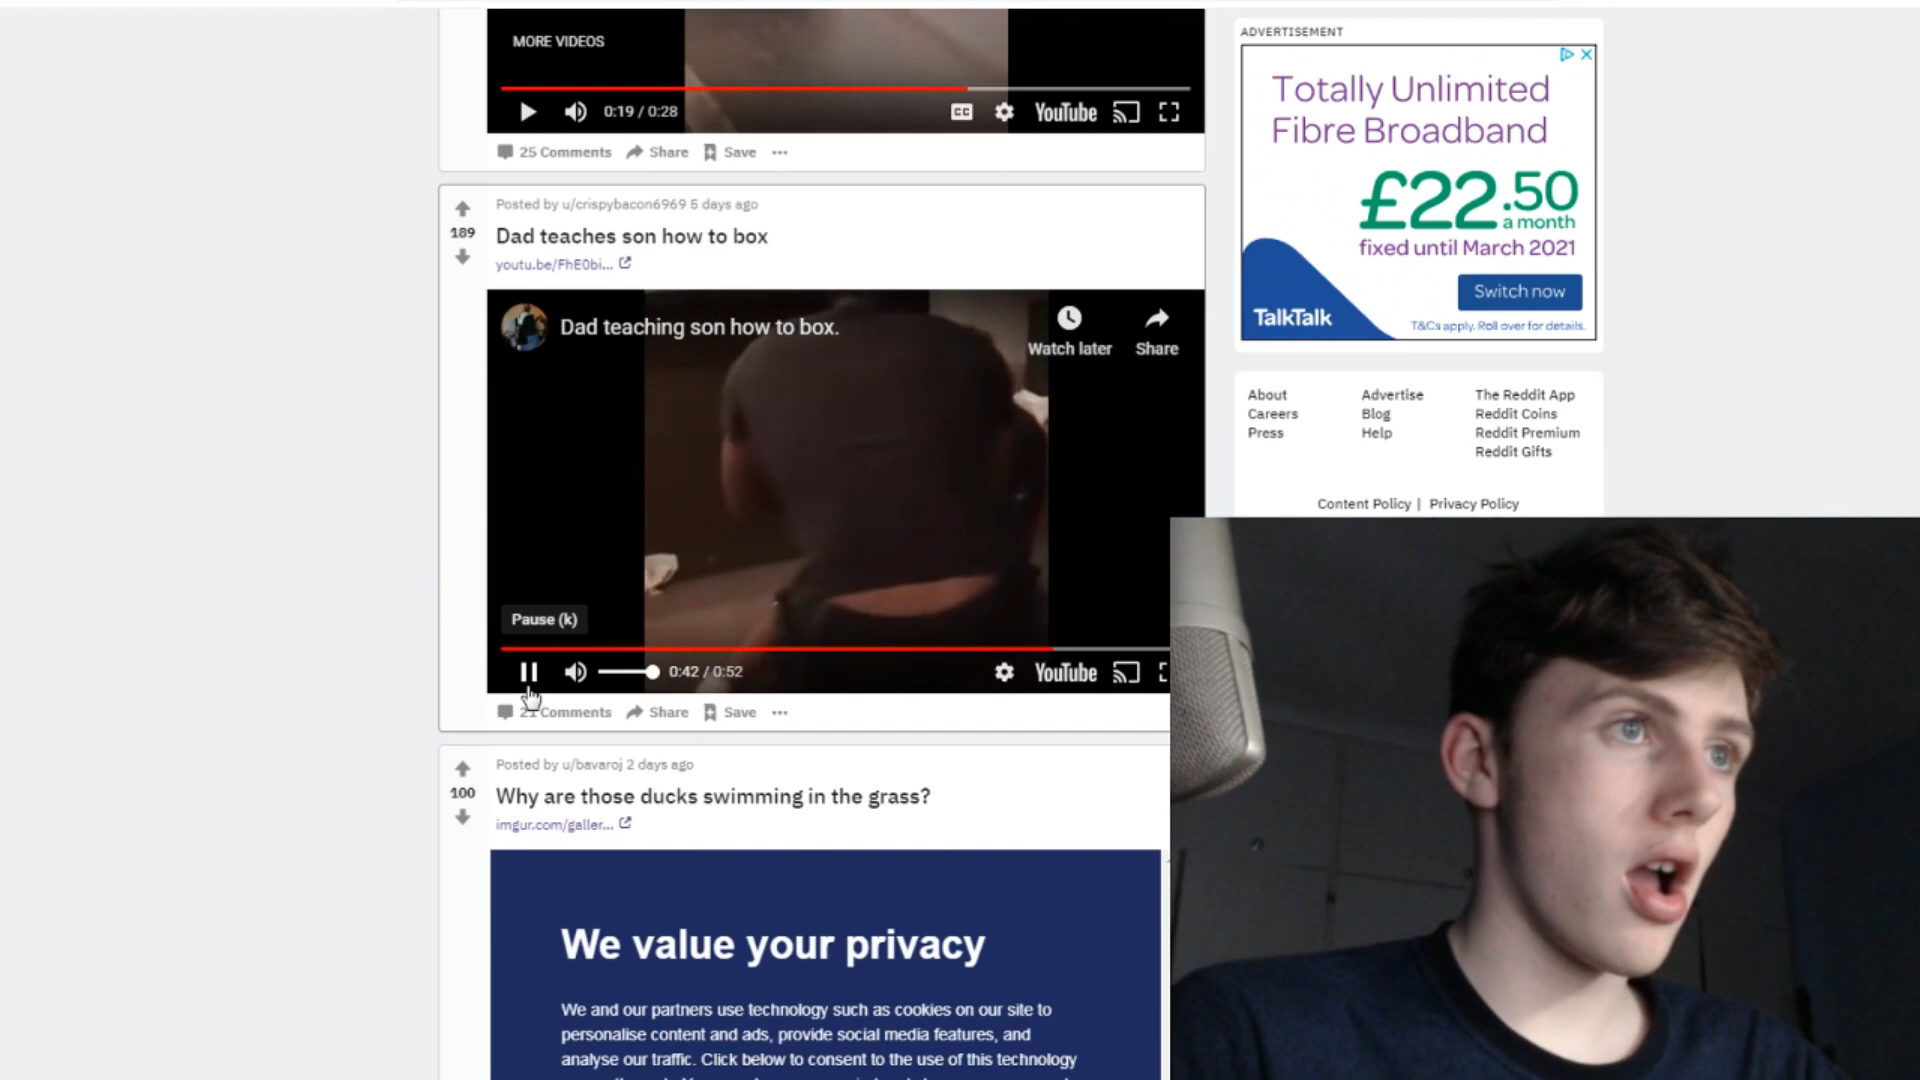 MORE VIDEOS
0:19 / 0:28
CC
YouTube
25 Comments Share Save
189
Posted by u/crispybacon6969 5 days ago
Dad teaches son how to box
youtu.be/FhE0bi...
Dad teaching son how to box.
Watch later
Share
Pause (k)
0:42 / 0:52
YouTube
Comments Share Save
100
Posted by u/bavaroj 2 days ago
Why are those ducks swimming in the grass?
imgur.com/galler...
We value your privacy
We and our partners use technology such as cookies on our site to
personalise content and ads, provide social media features, and
analyse our traffic. Click below to consent to the use of this technology
ADVERTISEMENT
Totally Unlimited
Fibre Broadband
£22.50
a month
fixed until March 2021
Switch now
TalkTalk
T&Cs apply. Roll over for details.
About Advertise The Reddit App
Careers Blog Reddit Coins
Press Help Reddit Premium
Reddit Gifts
Content Policy | Privacy Policy